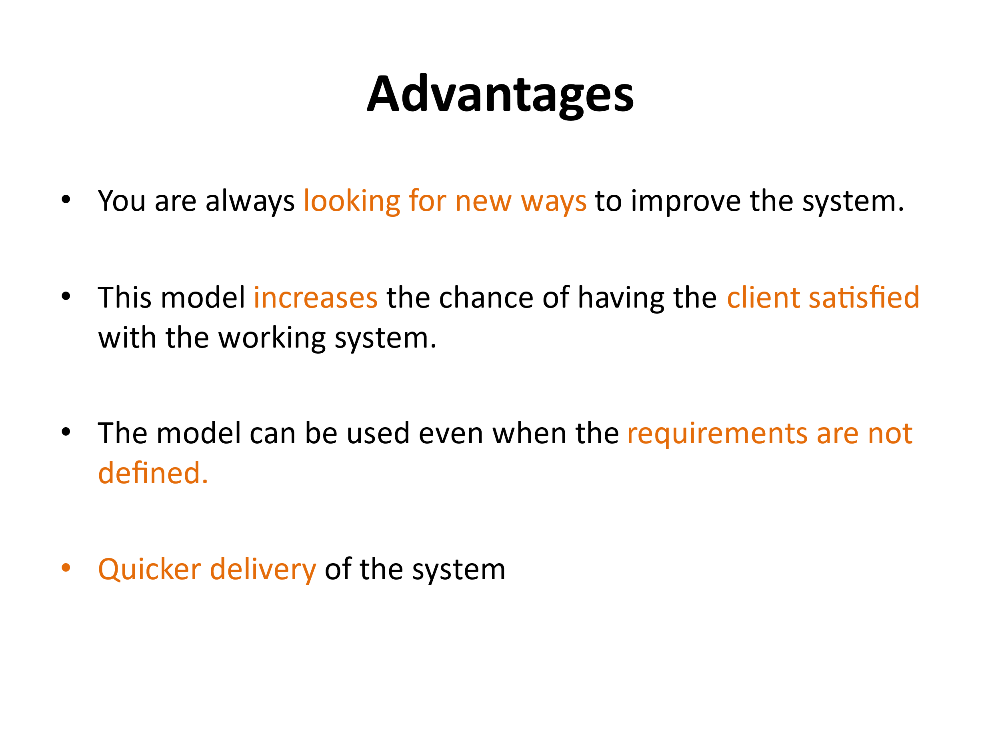 Advantages
• You are always looking for new ways to improve the system.
• This model increases the chance of having the client satisfied
with the working system.
• The model can be used even when the requirements are not
defined.
• Quicker delivery of the system